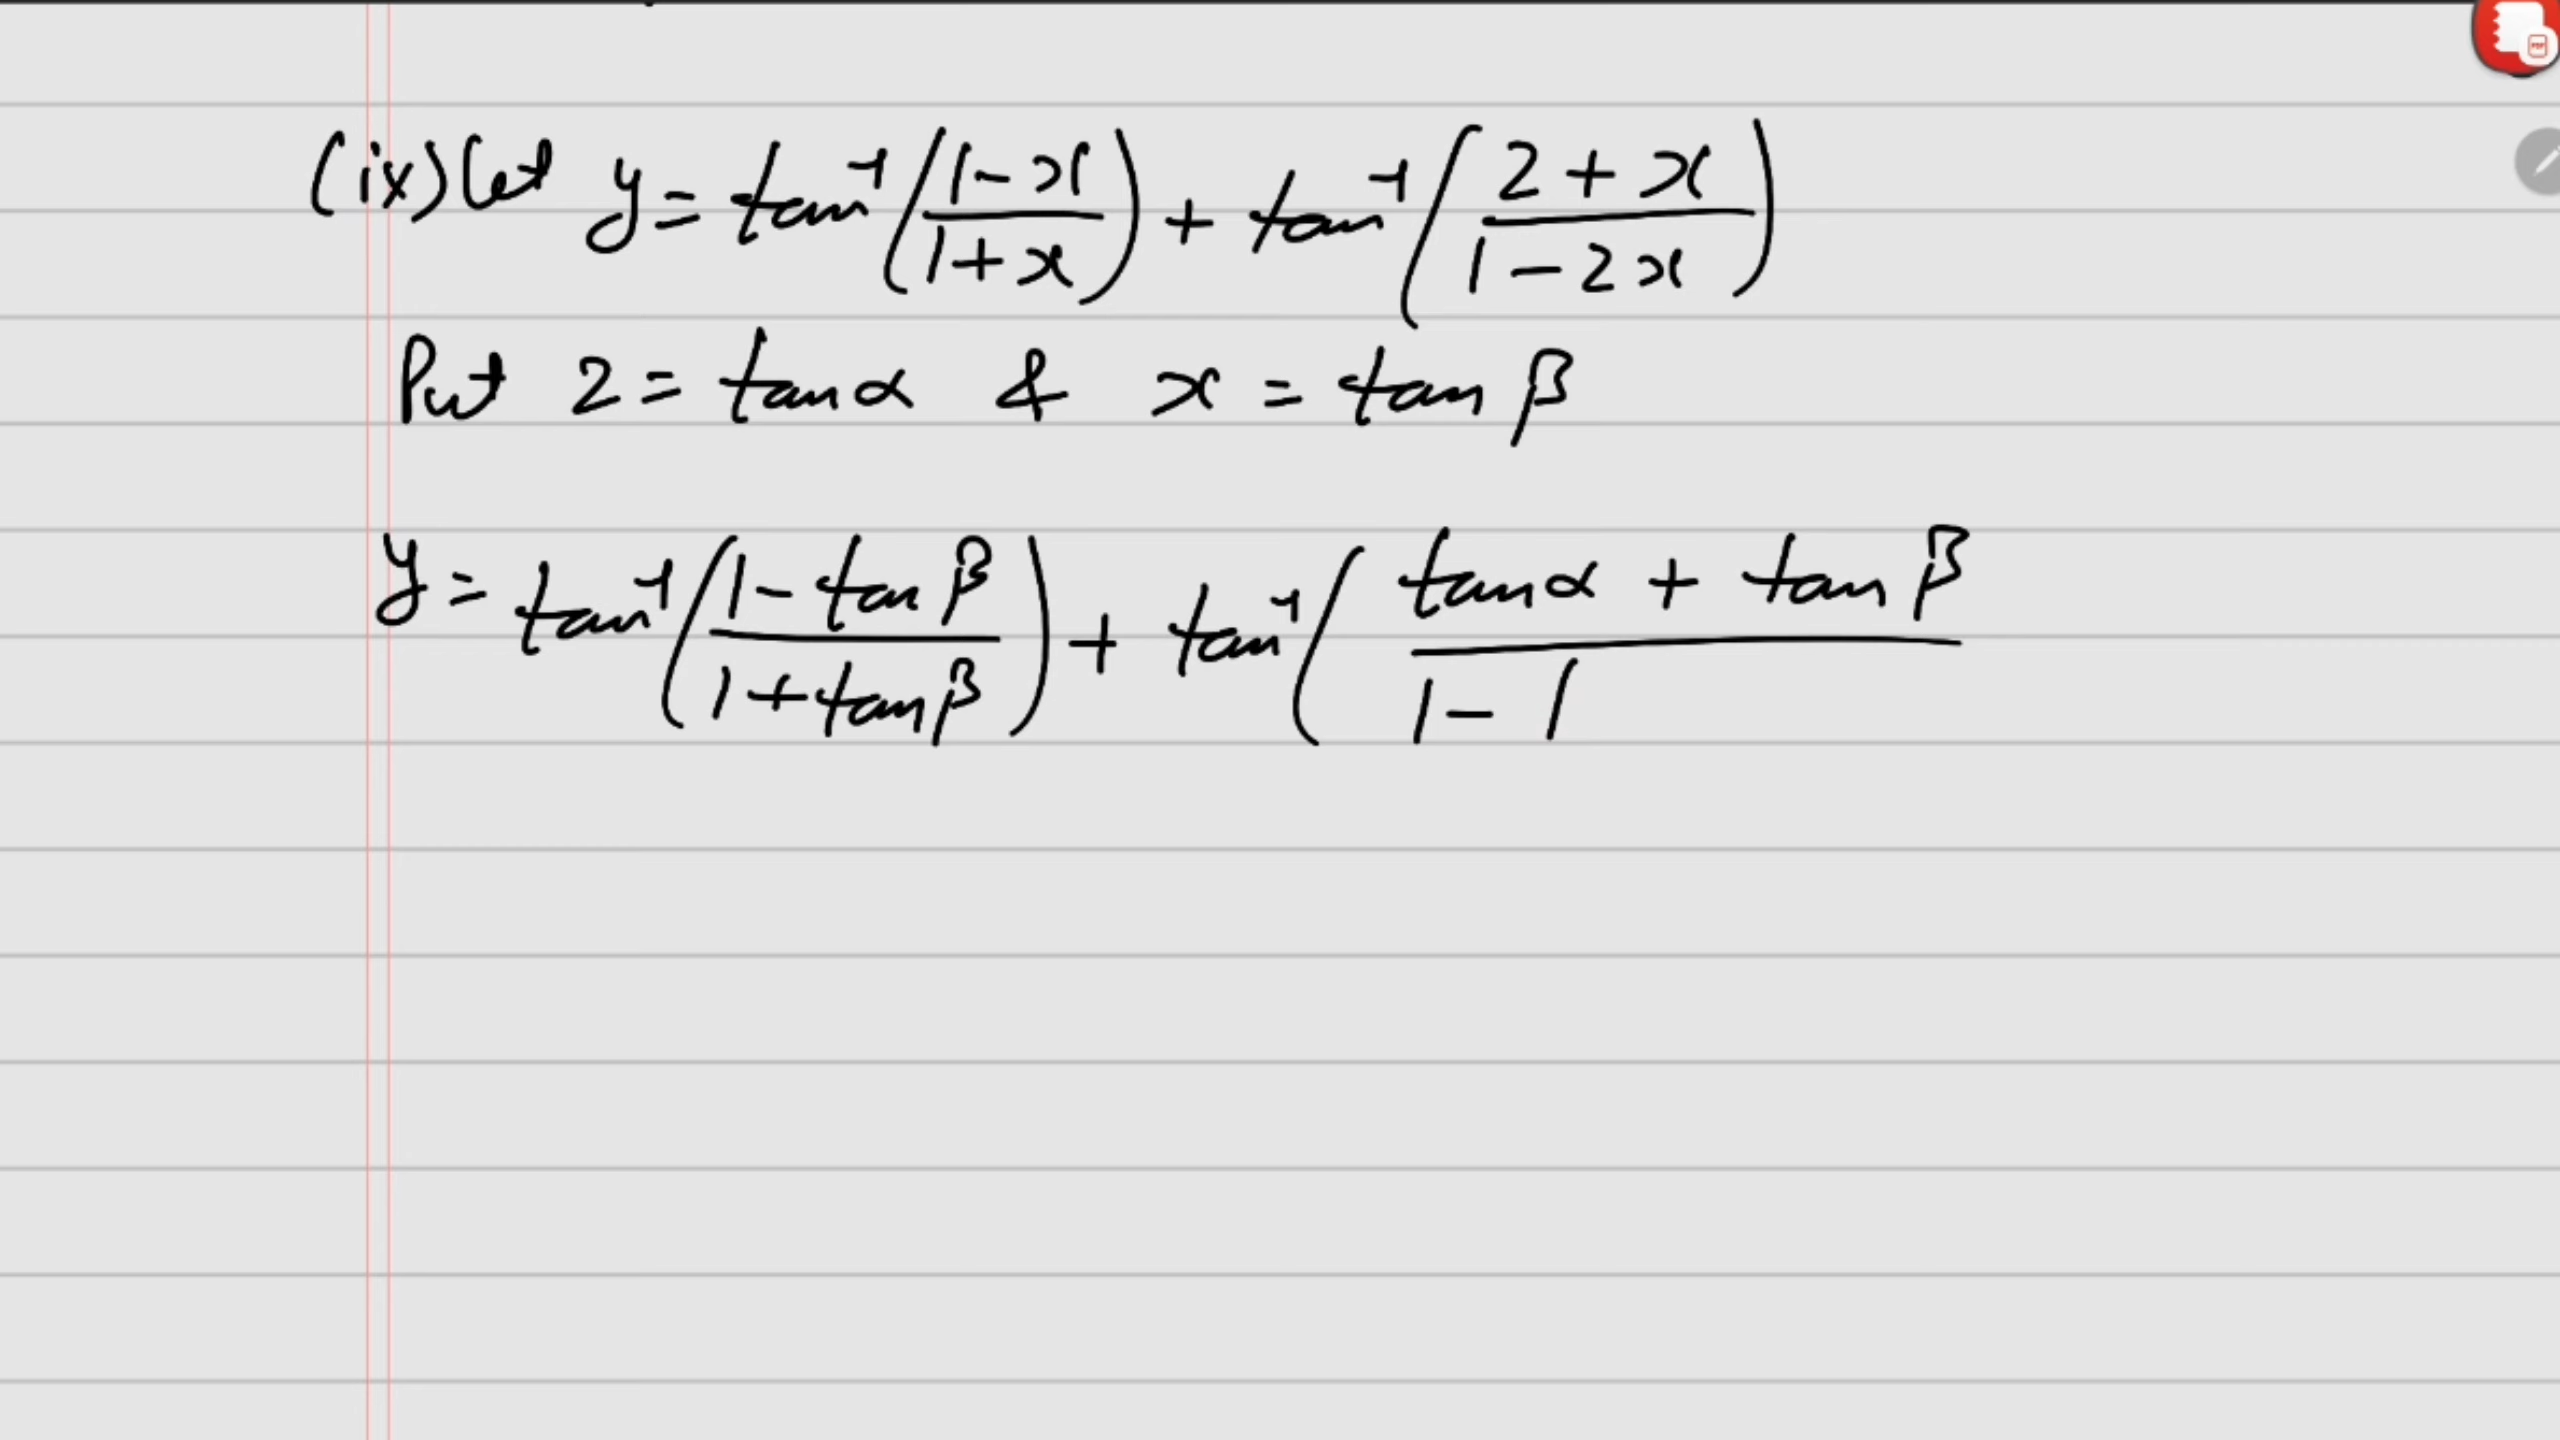 (ix) Let y = tan⁻¹((1-x)/(1+x)) + tan⁻¹((2+x)/(1-2x))
Put 2 = tan α & x = tan β
y = tan⁻¹((1-tan β)/(1+tan β)) + tan⁻¹((tan α + tan β)/(1-